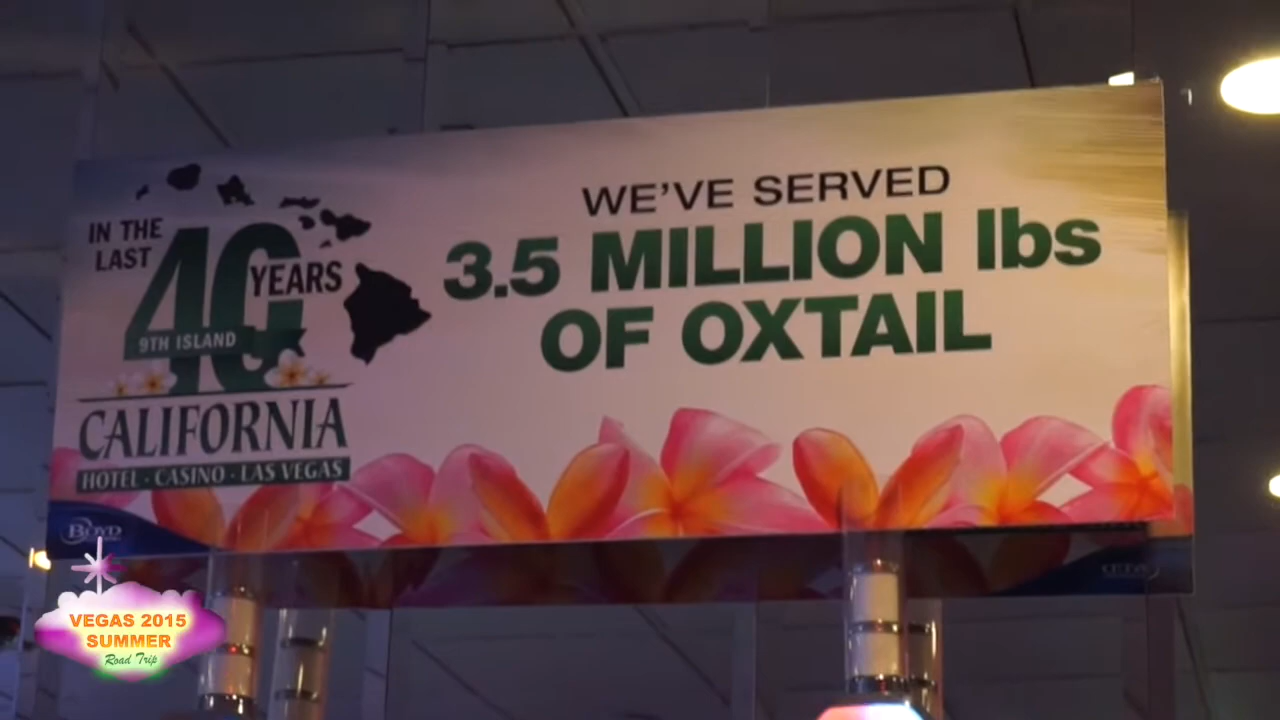 IN THE
LAST
40
YEARS
9TH ISLAND
CALIFORNIA
HOTEL · CASINO · LAS VEGAS
WE'VE SERVED
3.5 MILLION lbs
OF OXTAIL
BOYD
VEGAS 2015
SUMMER
Road Trip